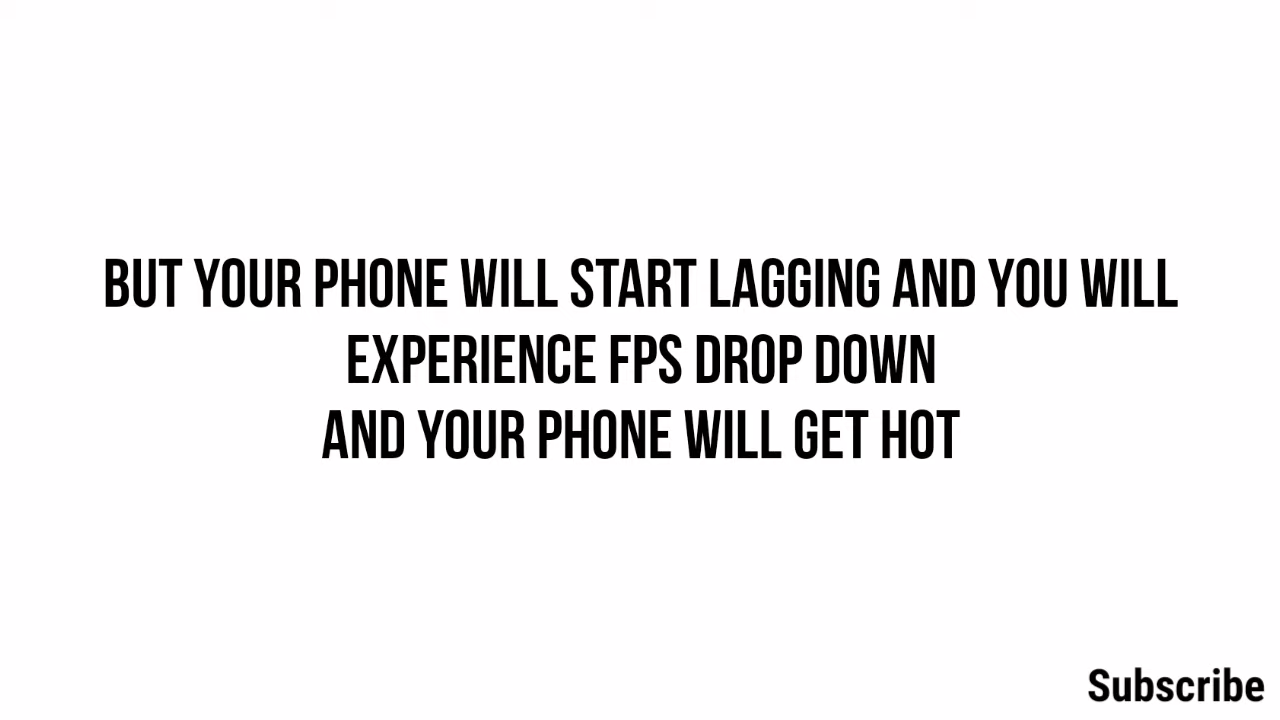 BUT YOUR PHONE WILL START LAGGING AND YOU WILL
EXPERIENCE FPS DROP DOWN
AND YOUR PHONE WILL GET HOT
Subscribe